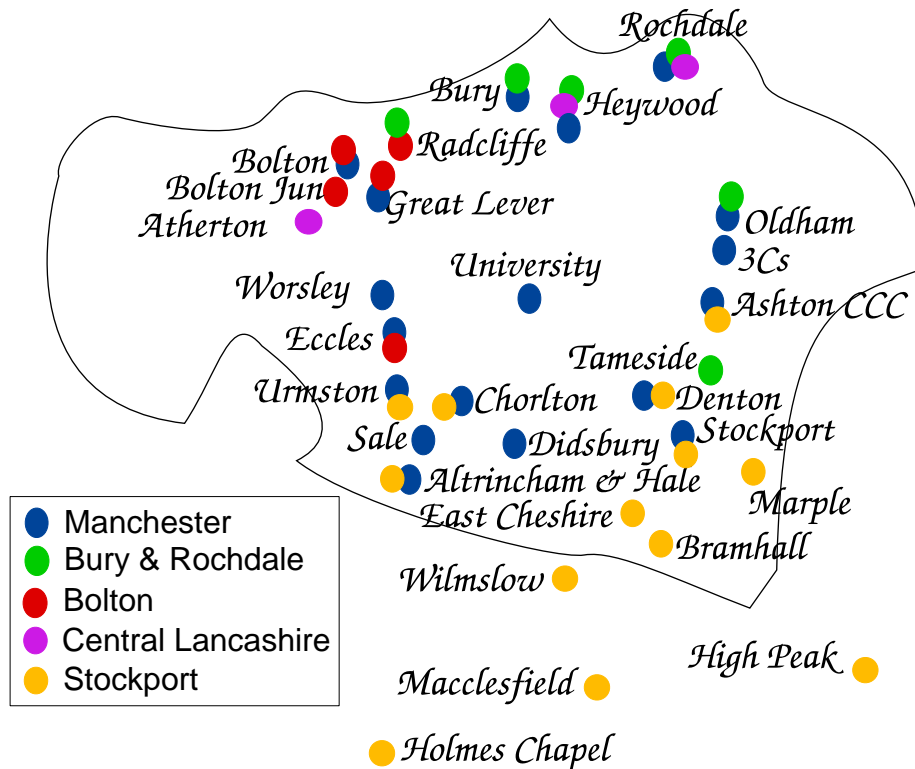 Rochdale
Bury
Heywood
Radcliffe
Bolton
Bolton Jun
Great Lever
Atherton
Oldham
3Cs
University
Worsley
Ashton CCC
Eccles
Tameside
Urmston
Chorlton
Denton
Sale
Didsbury
Stockport
Altrincham & Hale
Marple
East Cheshire
Bramhall
Wilmslow
High Peak
Macclesfield
Holmes Chapel
Manchester
Bury & Rochdale
Bolton
Central Lancashire
Stockport